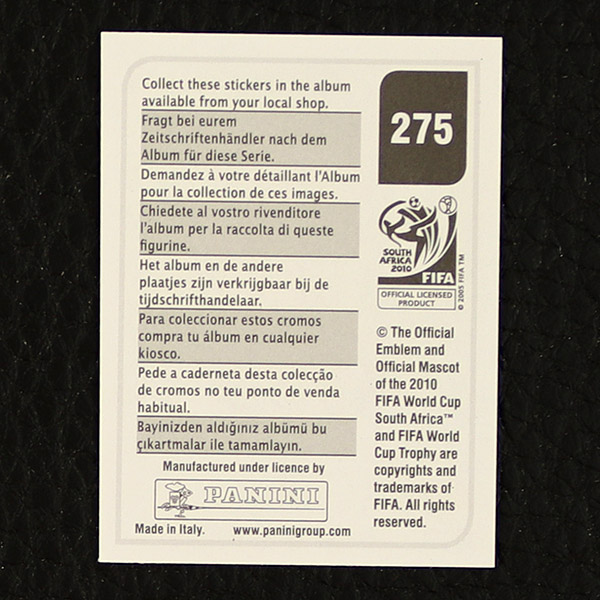 Collect these stickers in the album
available from your local shop.
Fragt bei eurem
Zeitschriftenhändler nach dem
Album für diese Serie.
Demandez à votre détaillant l'Album
pour la collection de ces images.
Chiedete al vostro rivenditore
l'album per la raccolta di queste
figurine.
Het album en de andere
plaatjes zijn verkrijgbaar bij de
tijdschrifthandelaar.
Para coleccionar estos cromos
compra tu álbum en cualquier
kiosco.
Pede a caderneta desta colecção
de cromos no teu ponto de venda
habitual.
Bayinizden aldığınız albümü bu
çıkartmalar ile tamamlayın.
Manufactured under licence by
PANINI
Made in Italy. www.paninigroup.com
275
SOUTH
AFRICA
2010
FIFA
OFFICIAL LICENSED
PRODUCT
© 2005 FIFA TM
© The Official
Emblem and
Official Mascot
of the 2010
FIFA World Cup
South Africa™
and FIFA World
Cup Trophy are
copyrights and
trademarks of
FIFA. All rights
reserved.